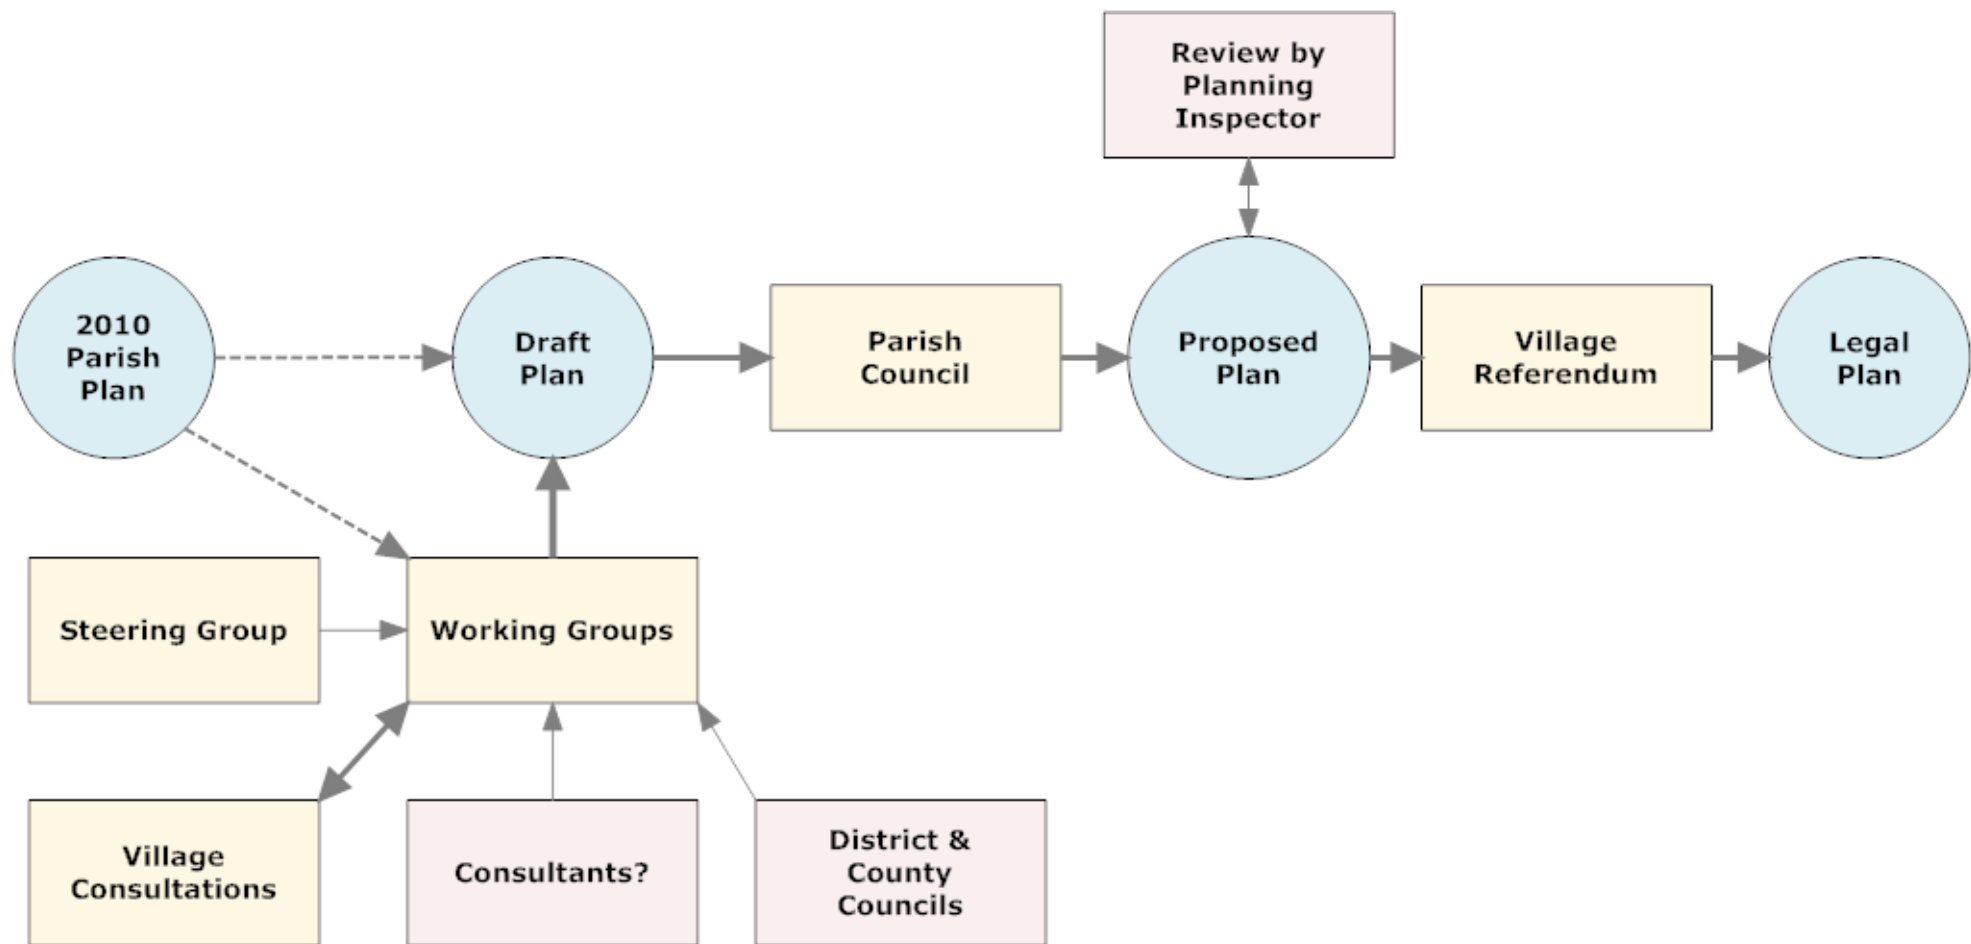 Review by
Planning
Inspector
2010
Parish
Plan
Draft
Plan
Parish
Council
Proposed
Plan
Village
Referendum
Legal
Plan
Steering Group
Working Groups
Village
Consultations
Consultants?
District &
County
Councils